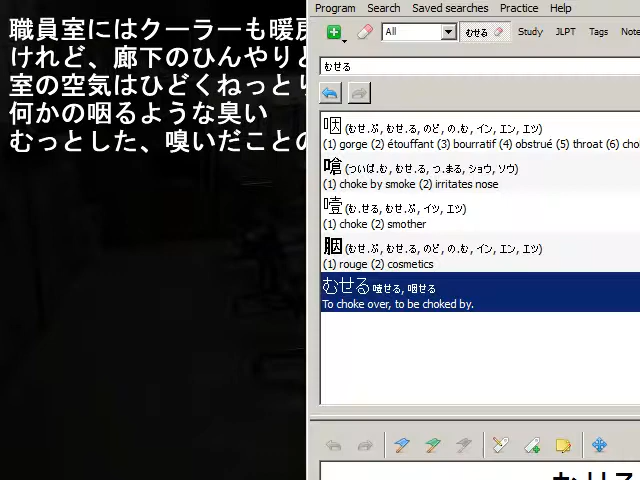 職員室にはクーラーも暖房
けれど、廊下のひんやりと
室の空気はひどくねっとり
何かの咽るような臭い
むっとした、嗅いだことの
Program Search Saved searches Practice Help
All むせる Study JLPT Tags Note
むせる
咽 (むせ.ぶ, むせ.る, のど, の.む, イン, エン, エツ)
(1) gorge (2) étouffant (3) bourratif (4) obstrué (5) throat (6) cho
嗆 (ついば.む, むせ.る, つ.まる, ショウ, ソウ)
(1) choke by smoke (2) irritates nose
噎 (む.せる, むせ.ぶ, イツ, エツ)
(1) choke (2) smother
胭 (むせ.ぶ, むせ.る, のど, の.む, イン, エン, エツ)
(1) rouge (2) cosmetics
むせる 噎せる, 咽せる
To choke over, to be choked by.